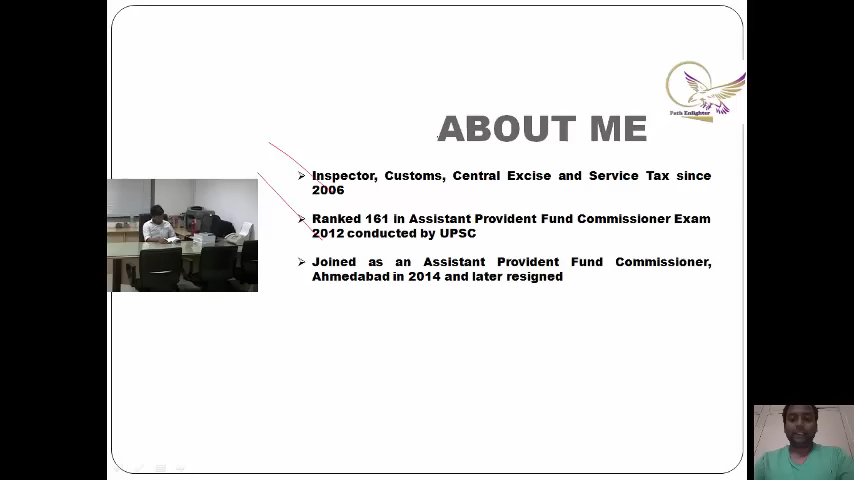 Path Enlighter
ABOUT ME
Inspector, Customs, Central Excise and Service Tax since
2006
Ranked 161 in Assistant Provident Fund Commissioner Exam
2012 conducted by UPSC
Joined as an Assistant Provident Fund Commissioner,
Ahmedabad in 2014 and later resigned